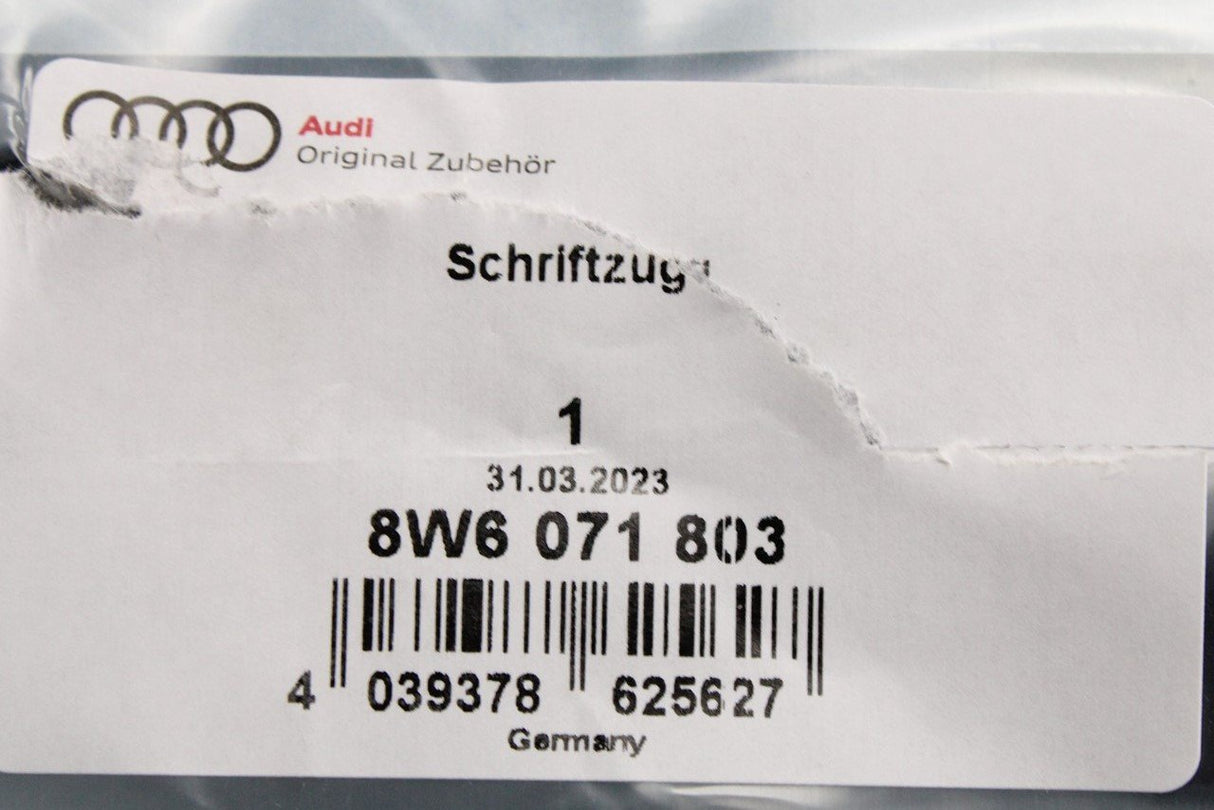 Audi
Original Zubehör
Schriftzug
1
31.03.2023
8W6 071 803
4 039378 625627
Germany